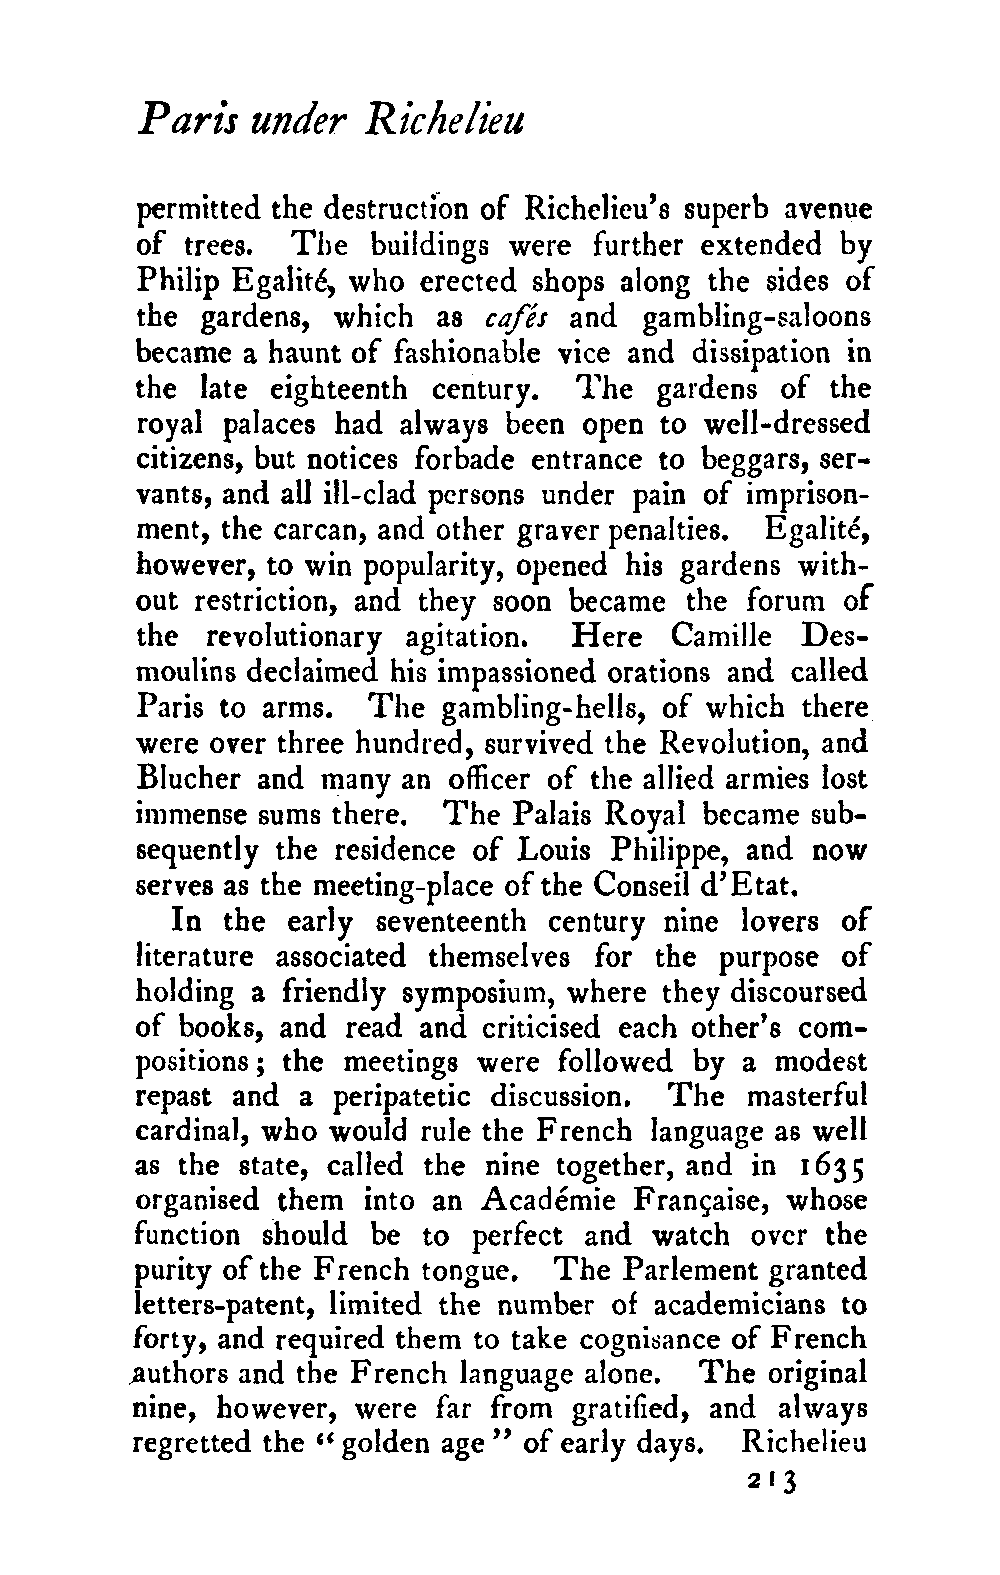 Paris under Richelieu
permitted the destruction of Richelieu's superb avenue
of trees. The buildings were further extended by
Philip Egalité, who erected shops along the sides of
the gardens, which as cafés and gambling-saloons
became a haunt of fashionable vice and dissipation in
the late eighteenth century. The gardens of the
royal palaces had always been open to well-dressed
citizens, but notices forbade entrance to beggars, ser-
vants, and all ill-clad persons under pain of imprison-
ment, the carcan, and other graver penalties. Egalité,
however, to win popularity, opened his gardens with-
out restriction, and they soon became the forum of
the revolutionary agitation. Here Camille Des-
moulins declaimed his impassioned orations and called
Paris to arms. The gambling-hells, of which there
were over three hundred, survived the Revolution, and
Blucher and many an officer of the allied armies lost
immense sums there. The Palais Royal became sub-
sequently the residence of Louis Philippe, and now
serves as the meeting-place of the Conseil d'Etat.
In the early seventeenth century nine lovers of
literature associated themselves for the purpose of
holding a friendly symposium, where they discoursed
of books, and read and criticised each other's com-
positions; the meetings were followed by a modest
repast and a peripatetic discussion. The masterful
cardinal, who would rule the French language as well
as the state, called the nine together, and in 1635
organised them into an Académie Française, whose
function should be to perfect and watch over the
purity of the French tongue. The Parlement granted
letters-patent, limited the number of academicians to
forty, and required them to take cognisance of French
authors and the French language alone. The original
nine, however, were far from gratified, and always
regretted the "golden age" of early days. Richelieu
213